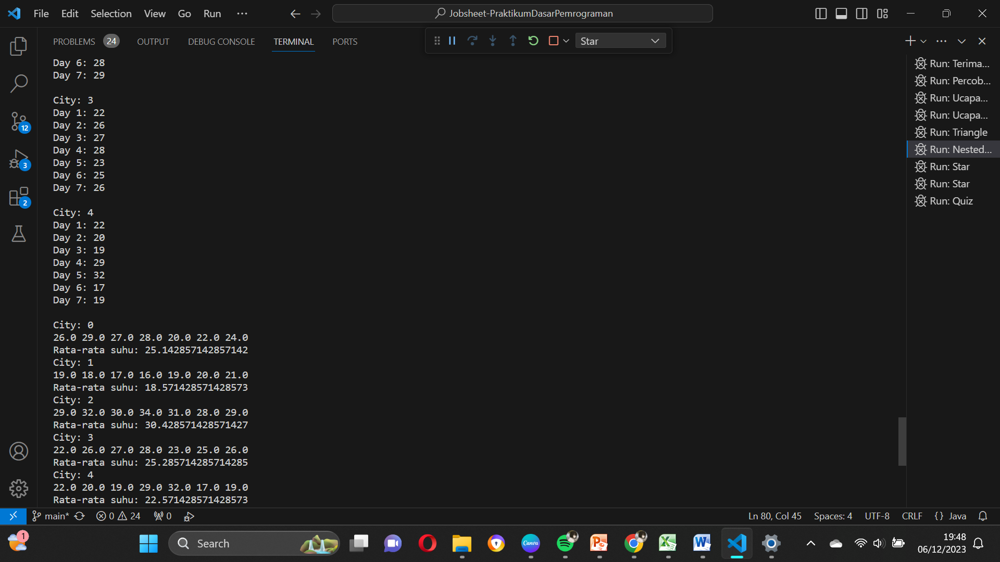 File Edit Selection View Go Run ···
Jobsheet-PraktikumDasarPemrograman
PROBLEMS 24 OUTPUT DEBUG CONSOLE TERMINAL PORTS
Star
Day 6: 28
Day 7: 29
City: 3
Day 1: 22
Day 2: 26
Day 3: 27
Day 4: 28
Day 5: 23
Day 6: 25
Day 7: 26
City: 4
Day 1: 22
Day 2: 20
Day 3: 19
Day 4: 29
Day 5: 32
Day 6: 17
Day 7: 19
City: 0
26.0 29.0 27.0 28.0 20.0 22.0 24.0
Rata-rata suhu: 25.142857142857142
City: 1
19.0 18.0 17.0 16.0 19.0 20.0 21.0
Rata-rata suhu: 18.571428571428573
City: 2
29.0 32.0 30.0 34.0 31.0 28.0 29.0
Rata-rata suhu: 30.428571428571427
City: 3
22.0 26.0 27.0 28.0 23.0 25.0 26.0
Rata-rata suhu: 25.285714285714285
City: 4
22.0 20.0 19.0 29.0 32.0 17.0 19.0
Rata-rata suhu: 22.571428571428573
Run: Terima...
Run: Percob...
Run: Ucapa...
Run: Ucapa...
Run: Triangle
Run: Nested...
Run: Star
Run: Star
Run: Quiz
12
3
2
main* 0 24 0
Ln 80, Col 45 Spaces: 4 UTF-8 CRLF {} Java
1
Search
Canva
19:48
06/12/2023